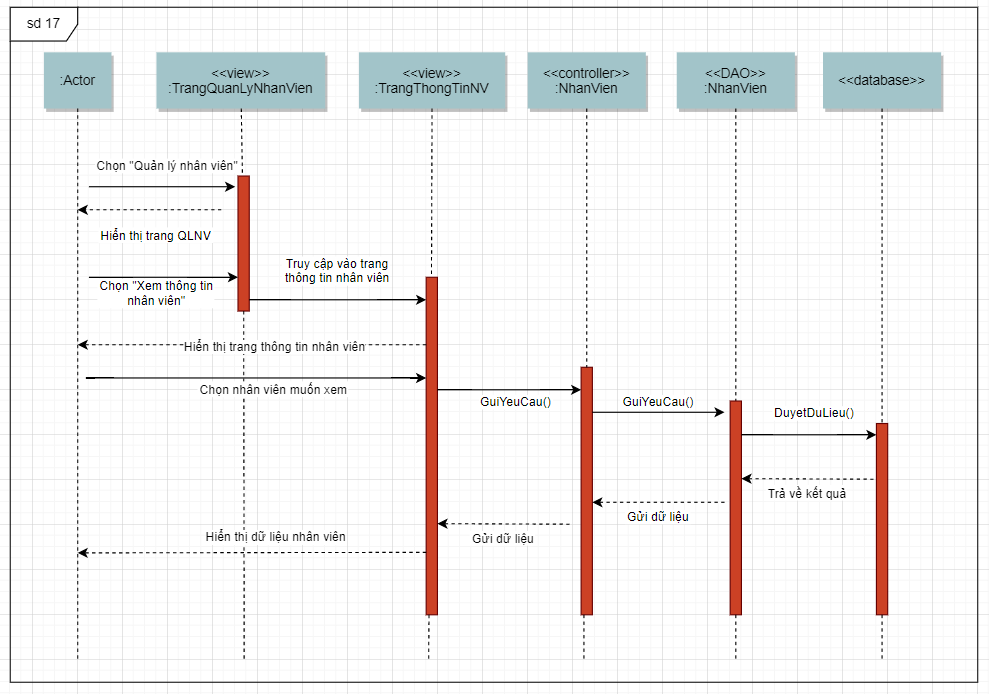 sd 17
:Actor
<<view>>
:TrangQuanLyNhanVien
<<view>>
:TrangThongTinNV
<<controller>>
:NhanVien
<<DAO>>
:NhanVien
<<database>>
Chọn "Quản lý nhân viên"
Hiển thị trang QLNV
Truy cập vào trang
thông tin nhân viên
Chọn "Xem thông tin
nhân viên"
Hiển thị trang thông tin nhân viên
Chọn nhân viên muốn xem
GuiYeuCau()
GuiYeuCau()
DuyetDuLieu()
Trả về kết quả
Gửi dữ liệu
Gửi dữ liệu
Hiển thị dữ liệu nhân viên